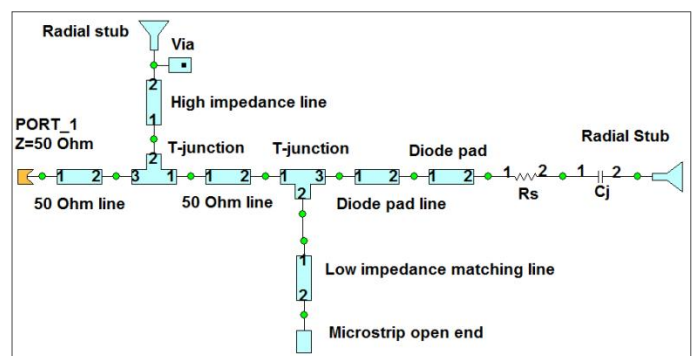 Radial stub
Via
2
High impedance line
1
PORT_1
Z=50 Ohm
T-junction
T-junction
Diode pad
Radial Stub
2
1 2
3 1
1 2
1 3
1 2
1 2
1 2
1 2
50 Ohm line
50 Ohm line
2
Diode pad line
Rs
Cj
1
Low impedance matching line
2
Microstrip open end